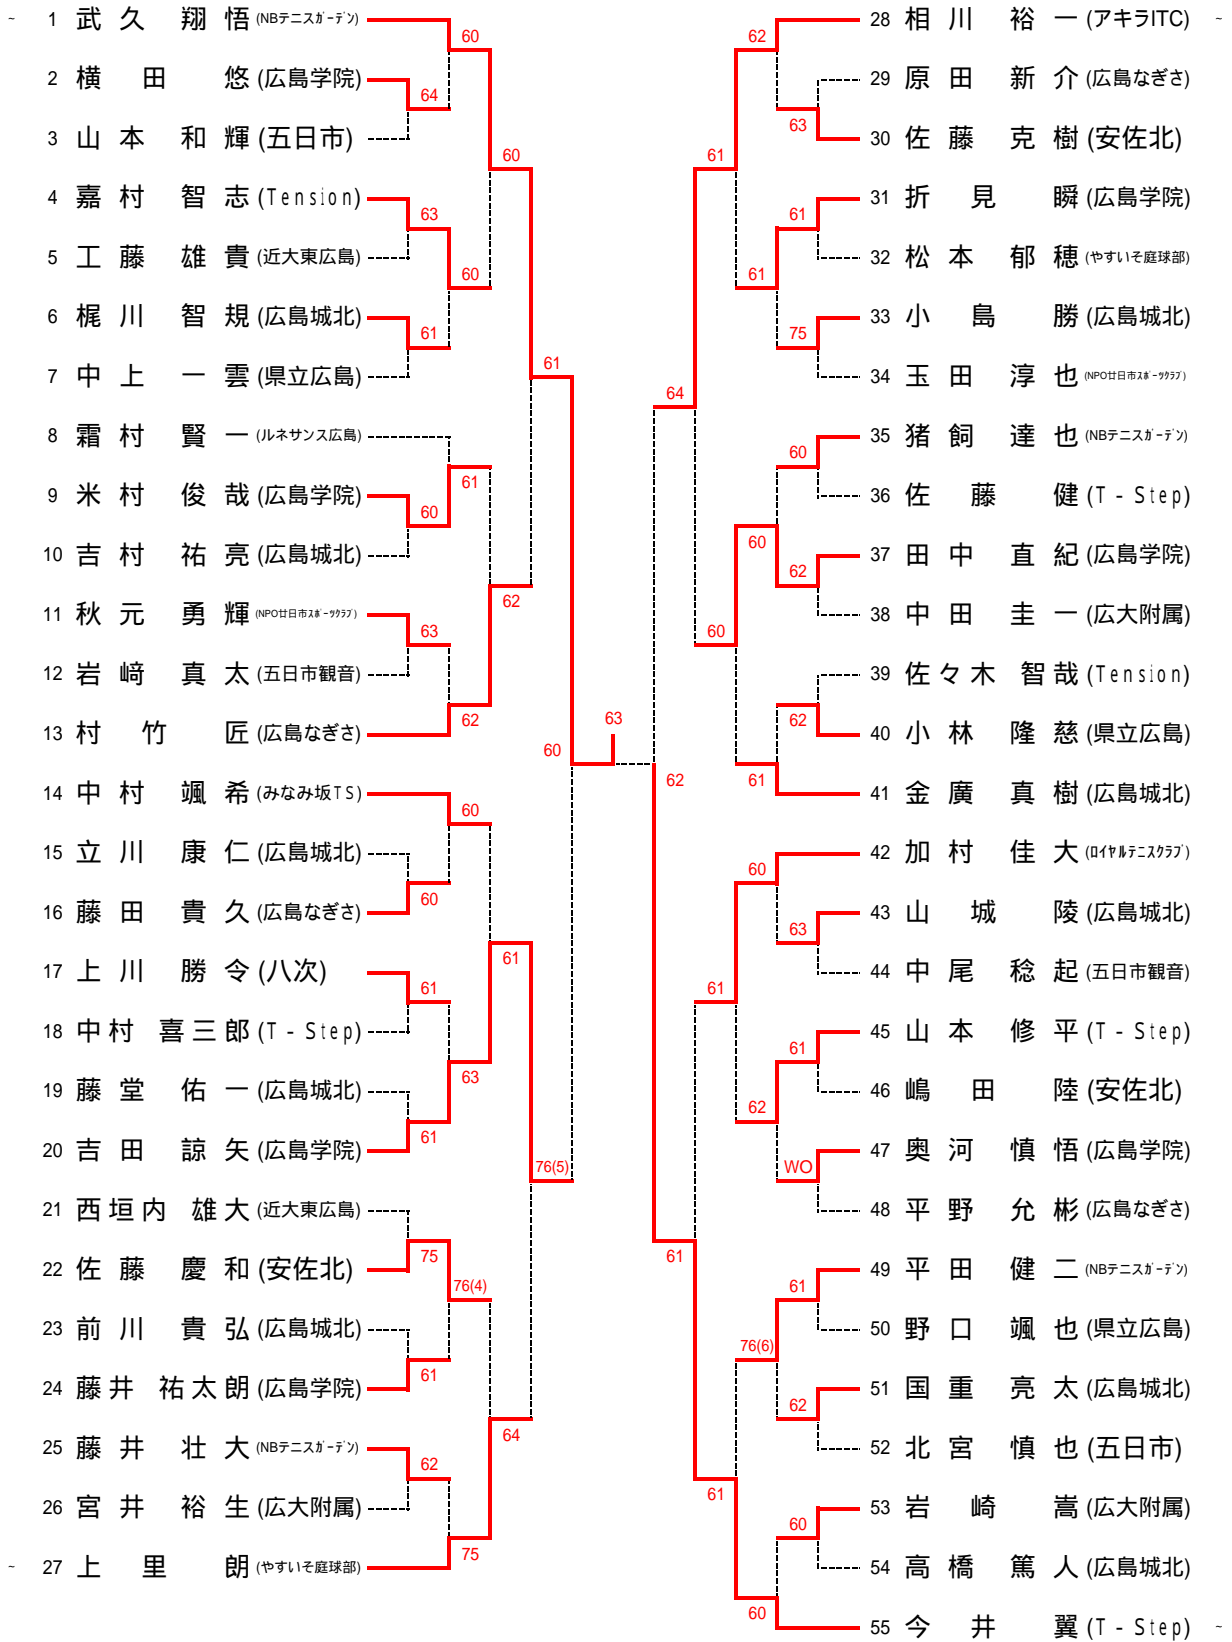 ~ 1 武久 翔悟 (NBテニスガーデン)
60
2 横田 悠 (広島学院)
64
3 山本 和輝 (五日市)
60
4 嘉村 智志 (Tension)
63
5 工藤 雄貴 (近大東広島)
60
6 梶川 智規 (広島城北)
61
7 中上 一雲 (県立広島)
61
8 霜村 賢一 (ルネサンス広島)
61
9 米村 俊哉 (広島学院)
60
10 吉村 祐亮 (広島城北)
62
11 秋元 勇輝 (NPO廿日市スポーツクラブ)
63
12 岩﨑 真太 (五日市観音)
62
13 村竹 匠 (広島なぎさ)
60
63
14 中村 颯希 (みなみ坂TS)
60
15 立川 康仁 (広島城北)
60
16 藤田 貴久 (広島なぎさ)
61
17 上川 勝令 (八次)
61
18 中村 喜三郎 (T-Step)
63
19 藤堂 佑一 (広島城北)
61
20 吉田 諒矢 (広島学院)
76(5)
21 西垣内 雄大 (近大東広島)
75
22 佐藤 慶和 (安佐北)
76(4)
23 前川 貴弘 (広島城北)
61
24 藤井 祐太朗 (広島学院)
64
25 藤井 壮大 (NBテニスガーデン)
62
26 宮井 裕生 (広大附属)
75
~ 27 上里 朗 (やすいそ庭球部)
28 相川 裕一 (アキラITC) ~
62
29 原田 新介 (広島なぎさ)
63
30 佐藤 克樹 (安佐北)
61
31 折見 瞬 (広島学院)
61
32 松本 郁穂 (やすいそ庭球部)
61
33 小島 勝 (広島城北)
75
34 玉田 淳也 (NPO廿日市スポーツクラブ)
64
35 猪飼 達也 (NBテニスガーデン)
60
36 佐藤 健 (T-Step)
60
37 田中 直紀 (広島学院)
62
38 中田 圭一 (広大附属)
60
39 佐々木 智哉 (Tension)
62
40 小林 隆慈 (県立広島)
61
62
41 金廣 真樹 (広島城北)
42 加村 佳大 (ロイヤルテニスクラブ)
60
43 山城 陵 (広島城北)
63
44 中尾 稔起 (五日市観音)
61
45 山本 修平 (T-Step)
61
46 嶋田 陸 (安佐北)
62
47 奥河 慎悟 (広島学院)
WO
48 平野 允彬 (広島なぎさ)
61
49 平田 健二 (NBテニスガーデン)
61
50 野口 颯也 (県立広島)
76(6)
51 国重 亮太 (広島城北)
62
52 北宮 慎也 (五日市)
61
53 岩崎 嵩 (広大附属)
60
54 高橋 篤人 (広島城北)
60
55 今井 翼 (T-Step) ~